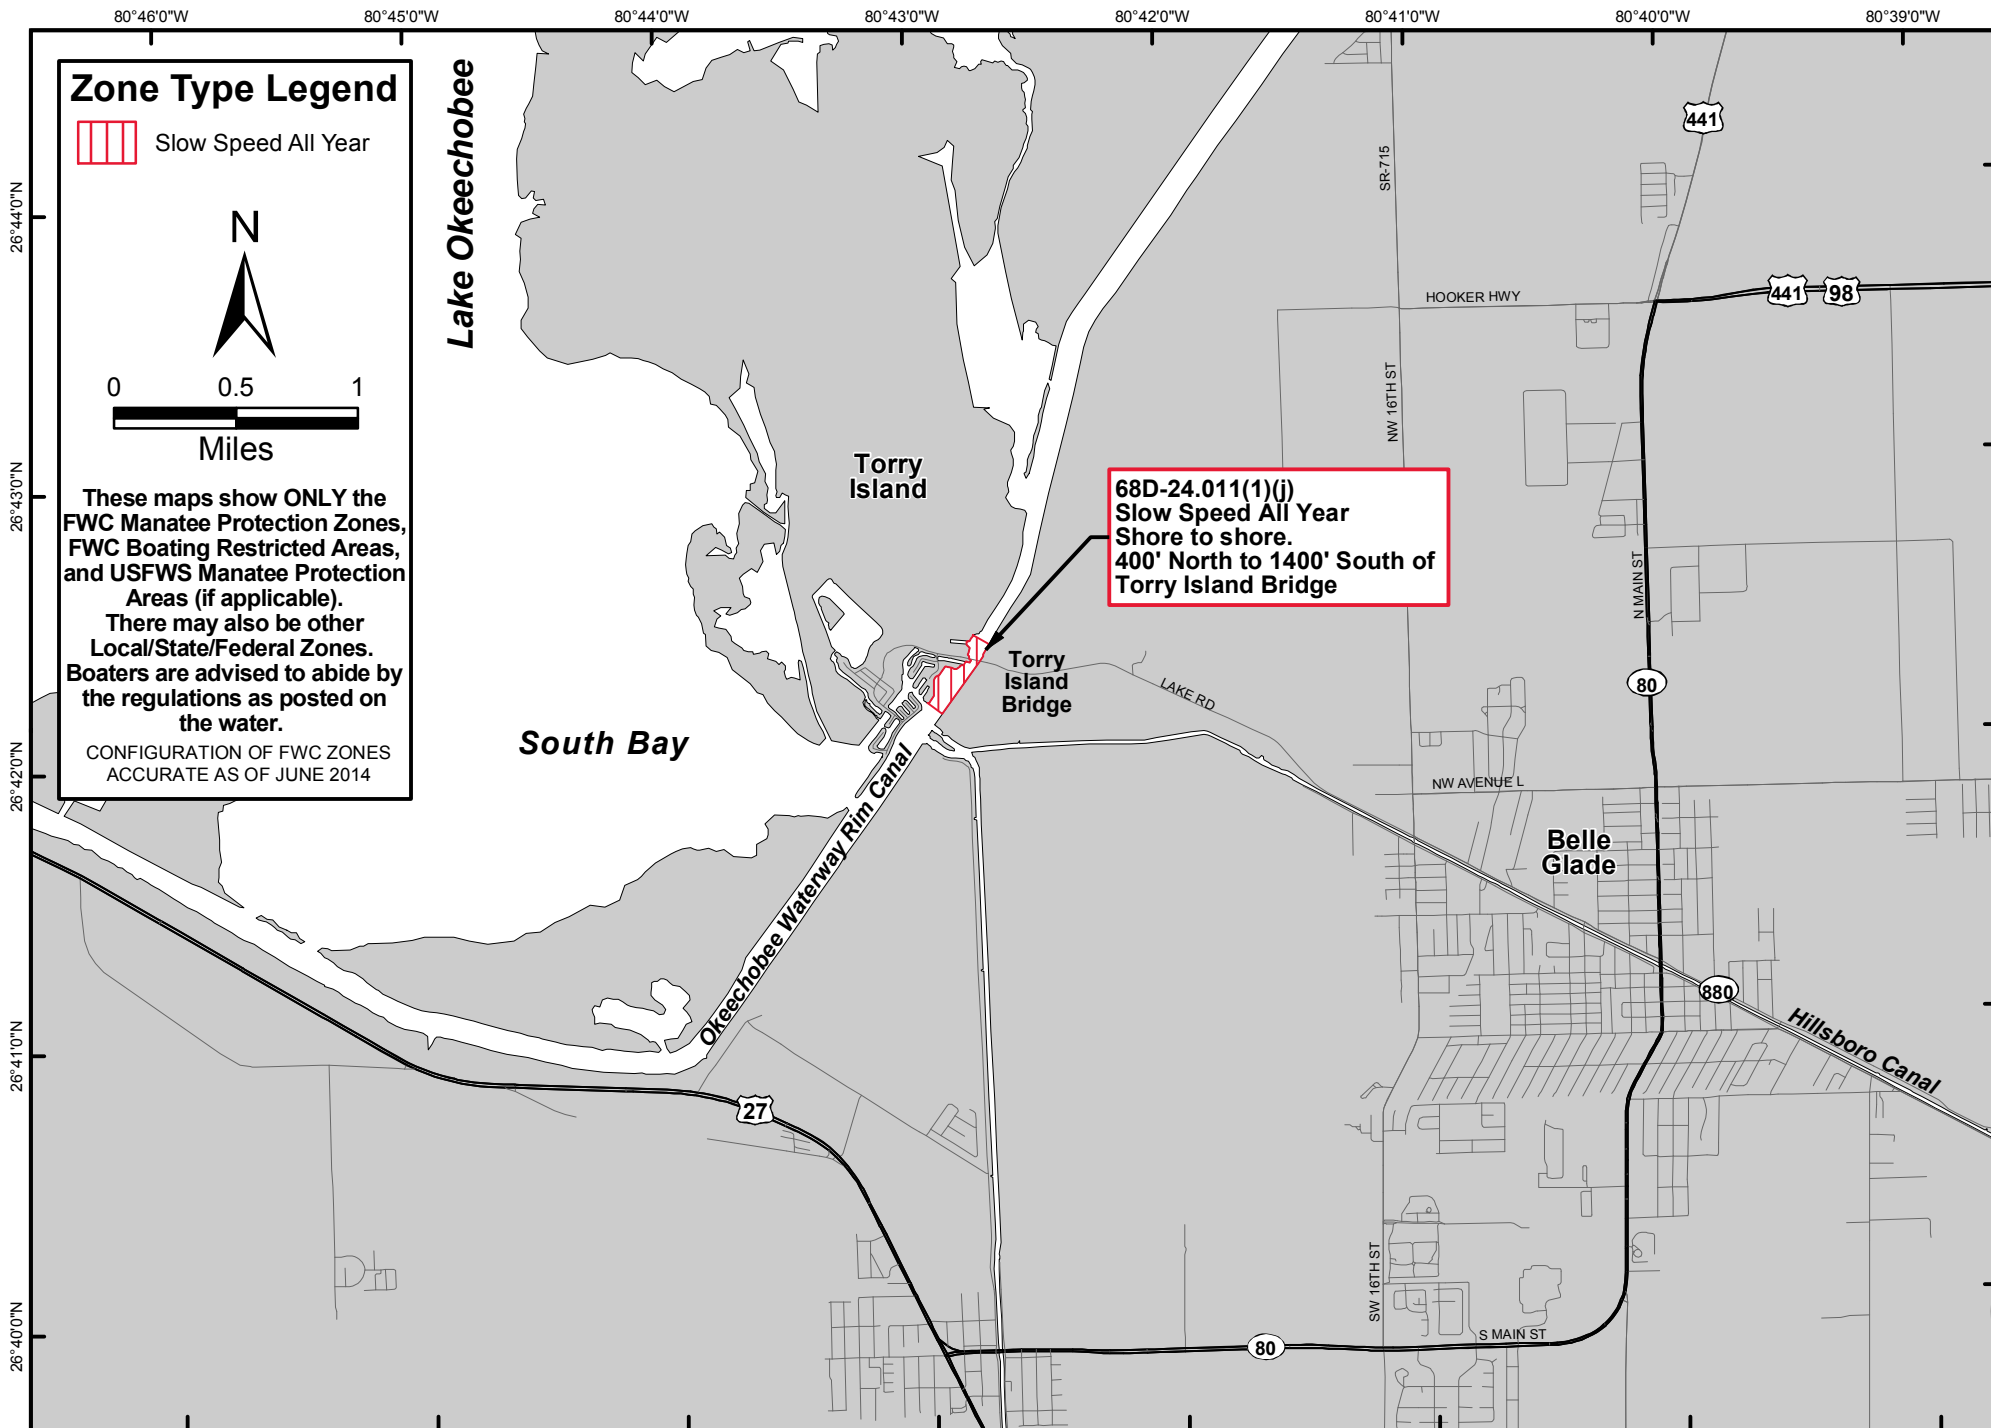 80°46'0"W
80°45'0"W
80°44'0"W
80°43'0"W
80°42'0"W
80°41'0"W
80°40'0"W
80°39'0"W
26°44'0"N
26°43'0"N
26°42'0"N
26°41'0"N
26°40'0"N
Zone Type Legend
Slow Speed All Year
N
0 0.5 1
Miles
These maps show ONLY the
FWC Manatee Protection Zones,
FWC Boating Restricted Areas,
and USFWS Manatee Protection
Areas (if applicable).
There may also be other
Local/State/Federal Zones.
Boaters are advised to abide by
the regulations as posted on
the water.
CONFIGURATION OF FWC ZONES
ACCURATE AS OF JUNE 2014
Lake Okeechobee
Torry
Island
68D-24.011(1)(j)
Slow Speed All Year
Shore to shore.
400' North to 1400' South of
Torry Island Bridge
Torry
Island
Bridge
South Bay
Okeechobee Waterway Rim Canal
LAKE RD
SR-715
441
HOOKER HWY
441
98
NW 16TH ST
N MAIN ST
80
NW AVENUE L
Belle
Glade
880
Hillsboro Canal
27
SW 16TH ST
S MAIN ST
80